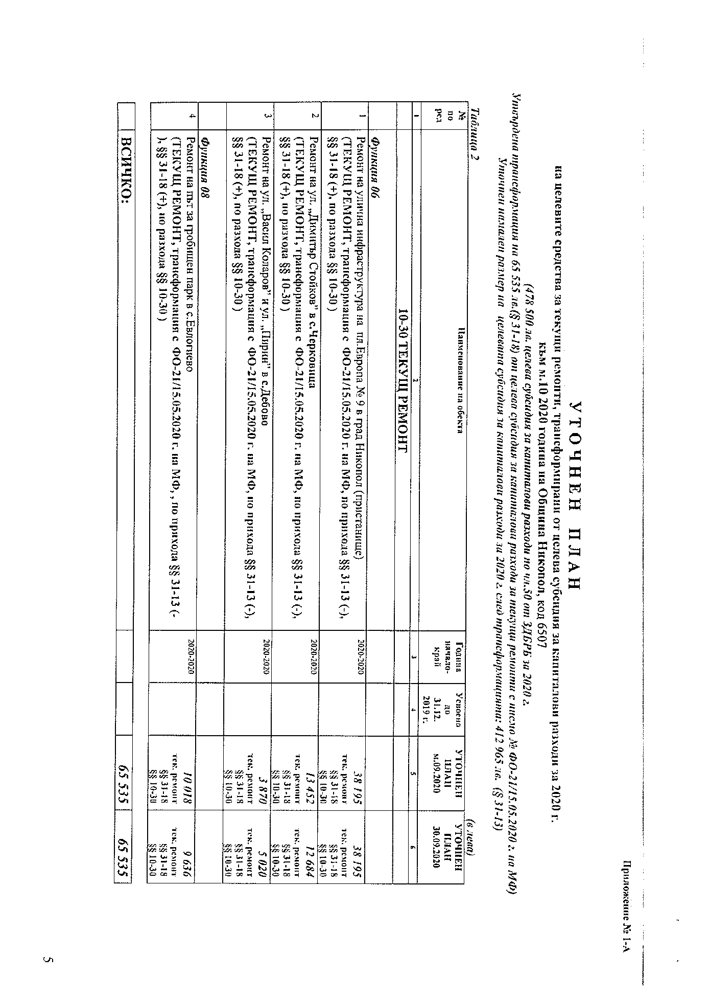 Приложение № 1-А
УТОЧНЕН ПЛАН
на целевите средства за текущи ремонти, трансформирани от целева субсидия за капиталови разходи за 2020 г.
към м.10 2020 година на Община Никопол, код 6507
(478 500 лв. целева субсидия за капиталови разходи по чл.50 от ЗДБРБ за 2020 г.
Утвърдена трансформация на 65 535 лв.(§ 31-18) от целева субсидия за капиталови разходи за текущи ремонти с писмо № ФО-21/15.05.2020 г. на МФ)
Уточнен намален размер на целевата субсидия за капиталови разходи за 2020 г. след трансформацията: 412 965 лв. (§ 31-13)
Таблица 2
(в лева)
№ по ред
Наименование на обекта
Година начало-край
Усвоено до 31.12. 2019 г.
УТОЧНЕН ПЛАН м.09.2020
УТОЧНЕН ПЛАН 30.09.2020
1 2 3 4 5 6
10-30 ТЕКУЩ РЕМОНТ
Функция 06
1 Ремонт на улична инфраструктура на пл.Европа № 9 в град Никопол (пристанище) 2020-2020 38 195 38 195
(ТЕКУЩ РЕМОНТ, трансформация с ФО-21/15.05.2020 г. на МФ, по прихода §§ 31-13 (-), тек. ремонт тек. ремонт
§§ 31-18 (+), по разхода §§ 10-30 ) §§ 31-18 §§ 31-18
§§ 10-30 §§ 10-30
2 Ремонт на ул. „Димитър Стойков” в с.Черковица 2020-2020 13 452 12 684
(ТЕКУЩ РЕМОНТ, трансформация с ФО-21/15.05.2020 г. на МФ, по прихода §§ 31-13 (-), тек. ремонт тек. ремонт
§§ 31-18 (+), по разхода §§ 10-30 ) §§ 31-18 §§ 31-18
§§ 10-30 §§ 10-30
3 Ремонт на ул. „Васил Коларов” и ул. „Пирин” в с.Дебово 2020-2020 3 870 5 020
(ТЕКУЩ РЕМОНТ, трансформация с ФО-21/15.05.2020 г. на МФ, по прихода §§ 31-13 (-), тек. ремонт тек. ремонт
§§ 31-18 (+), по разхода §§ 10-30 ) §§ 31-18 §§ 31-18
§§ 10-30 §§ 10-30
Функция 08
4 Ремонт на път за гробищен парк в с.Евлогиево 2020-2020 10 018 9 636
(ТЕКУЩ РЕМОНТ, трансформация с ФО-21/15.05.2020 г. на МФ, , по прихода §§ 31-13 (- тек. ремонт тек. ремонт
), §§ 31-18 (+), по разхода §§ 10-30 ) §§ 31-18 §§ 31-18
§§ 10-30 §§ 10-30
ВСИЧКО: 65 535 65 535
5